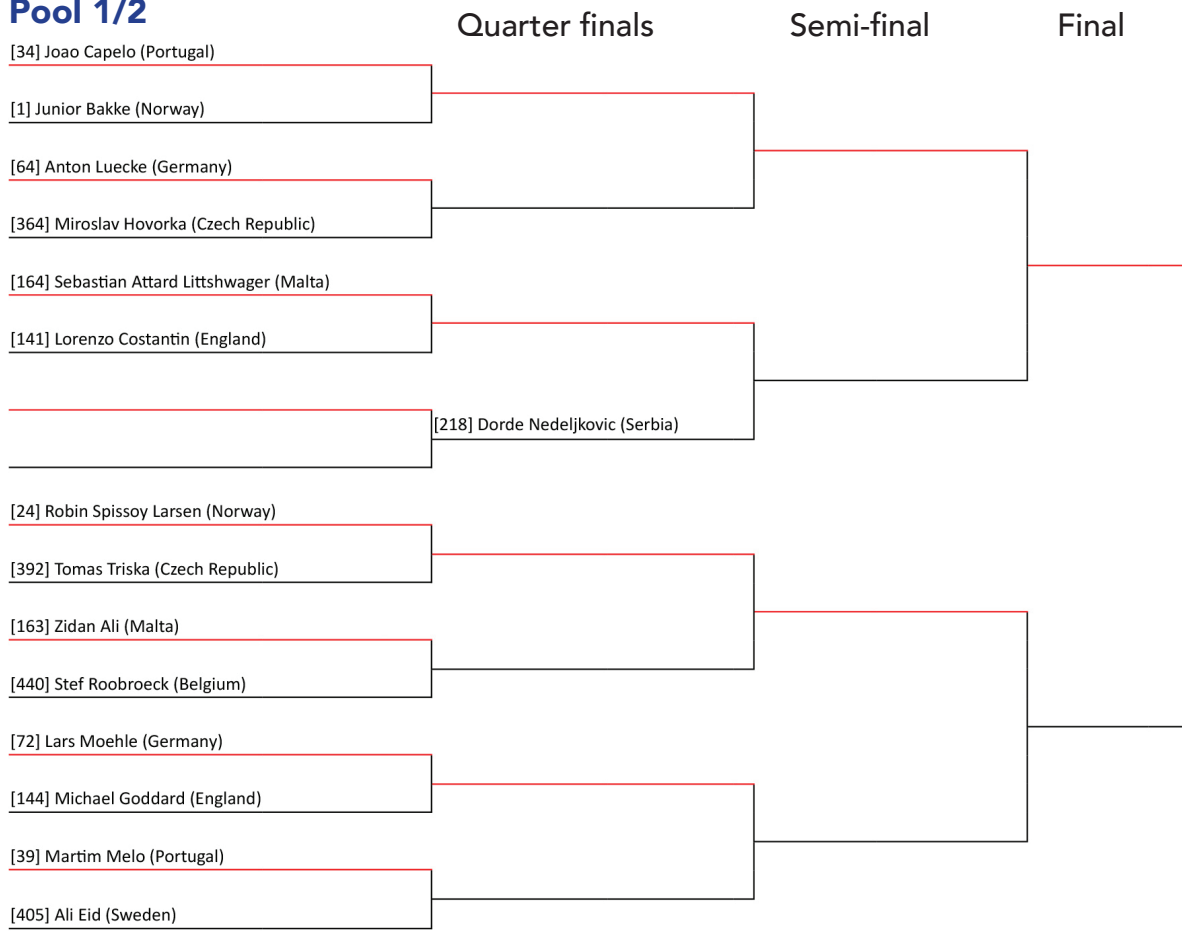 Pool 1/2
Quarter finals
Semi-final
Final
[34] Joao Capelo (Portugal)
[1] Junior Bakke (Norway)
[64] Anton Luecke (Germany)
[364] Miroslav Hovorka (Czech Republic)
[164] Sebastian Attard Littshwager (Malta)
[141] Lorenzo Costantin (England)
[218] Dorde Nedeljkovic (Serbia)
[24] Robin Spissoy Larsen (Norway)
[392] Tomas Triska (Czech Republic)
[163] Zidan Ali (Malta)
[440] Stef Roobroeck (Belgium)
[72] Lars Moehle (Germany)
[144] Michael Goddard (England)
[39] Martim Melo (Portugal)
[405] Ali Eid (Sweden)